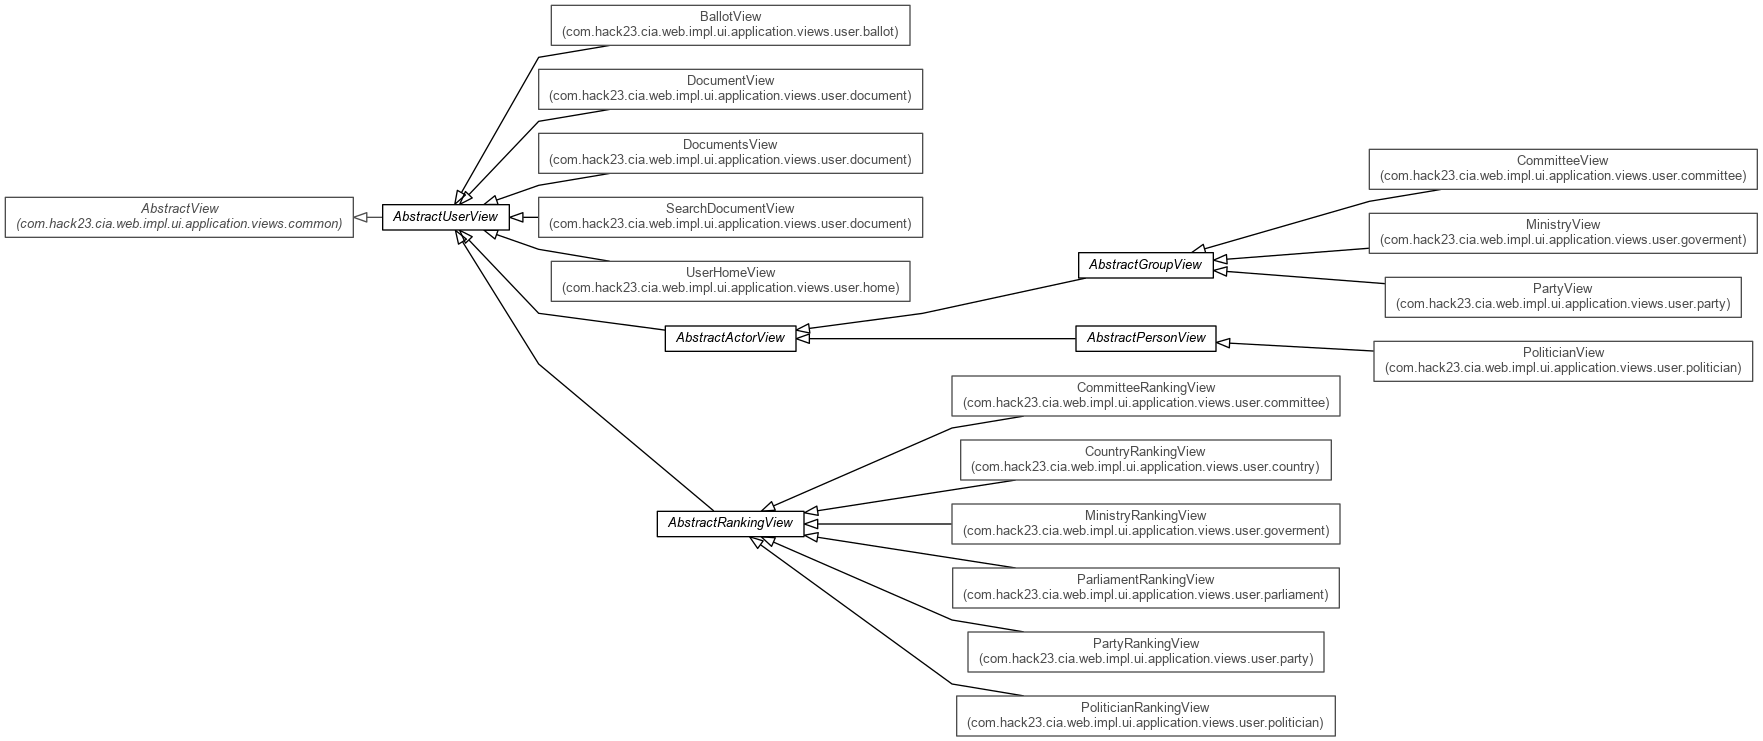 BallotView
(com.hack23.cia.web.impl.ui.application.views.user.ballot)
DocumentView
(com.hack23.cia.web.impl.ui.application.views.user.document)
DocumentsView
(com.hack23.cia.web.impl.ui.application.views.user.document)
AbstractView
(com.hack23.cia.web.impl.ui.application.views.common)
AbstractUserView
SearchDocumentView
(com.hack23.cia.web.impl.ui.application.views.user.document)
UserHomeView
(com.hack23.cia.web.impl.ui.application.views.user.home)
CommitteeView
(com.hack23.cia.web.impl.ui.application.views.user.committee)
MinistryView
(com.hack23.cia.web.impl.ui.application.views.user.goverment)
AbstractGroupView
PartyView
(com.hack23.cia.web.impl.ui.application.views.user.party)
AbstractActorView
AbstractPersonView
PoliticianView
(com.hack23.cia.web.impl.ui.application.views.user.politician)
CommitteeRankingView
(com.hack23.cia.web.impl.ui.application.views.user.committee)
CountryRankingView
(com.hack23.cia.web.impl.ui.application.views.user.country)
AbstractRankingView
MinistryRankingView
(com.hack23.cia.web.impl.ui.application.views.user.goverment)
ParliamentRankingView
(com.hack23.cia.web.impl.ui.application.views.user.parliament)
PartyRankingView
(com.hack23.cia.web.impl.ui.application.views.user.party)
PoliticianRankingView
(com.hack23.cia.web.impl.ui.application.views.user.politician)